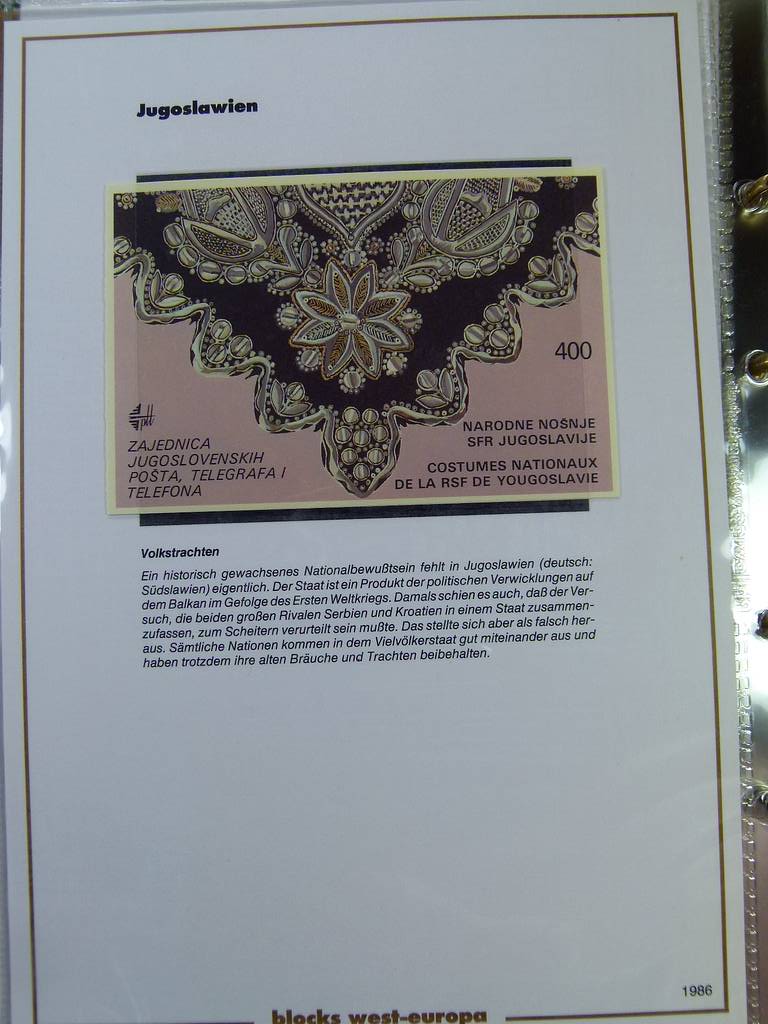 Jugoslawien
400
ptt
ZAJEDNICA
JUGOSLOVENSKIH
POŠTA, TELEGRAFA I
TELEFONA
NARODNE NOŠNJE
SFR JUGOSLAVIJE
COSTUMES NATIONAUX
DE LA RSF DE YOUGOSLAVIE
Volkstrachten
Ein historisch gewachsenes Nationalbewußtsein fehlt in Jugoslawien (deutsch:
Südslawien) eigentlich. Der Staat ist ein Produkt der politischen Verwicklungen auf
dem Balkan im Gefolge des Ersten Weltkriegs. Damals schien es auch, daß der Ver-
such, die beiden großen Rivalen Serbien und Kroatien in einem Staat zusammen-
zufassen, zum Scheitern verurteilt sein mußte. Das stellte sich aber als falsch her-
aus. Sämtliche Nationen kommen in dem Vielvölkerstaat gut miteinander aus und
haben trotzdem ihre alten Bräuche und Trachten beibehalten.
1986
blocks west-europa